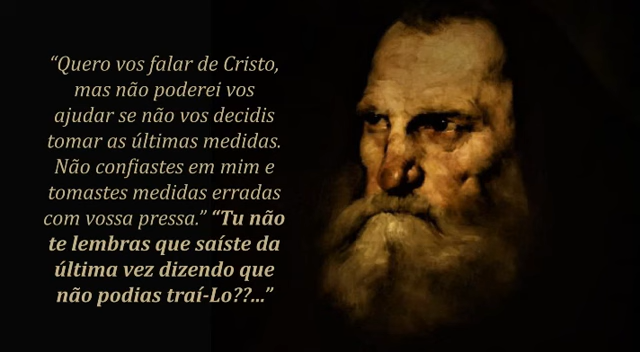 “Quero vos falar de Cristo,
mas não poderei vos
ajudar se não vos decidis
tomar as últimas medidas.
Não confiastes em mim e
tomastes medidas erradas
com vossa pressa.” “Tu não
te lembras que saíste da
última vez dizendo que
não podias traí-Lo??...”